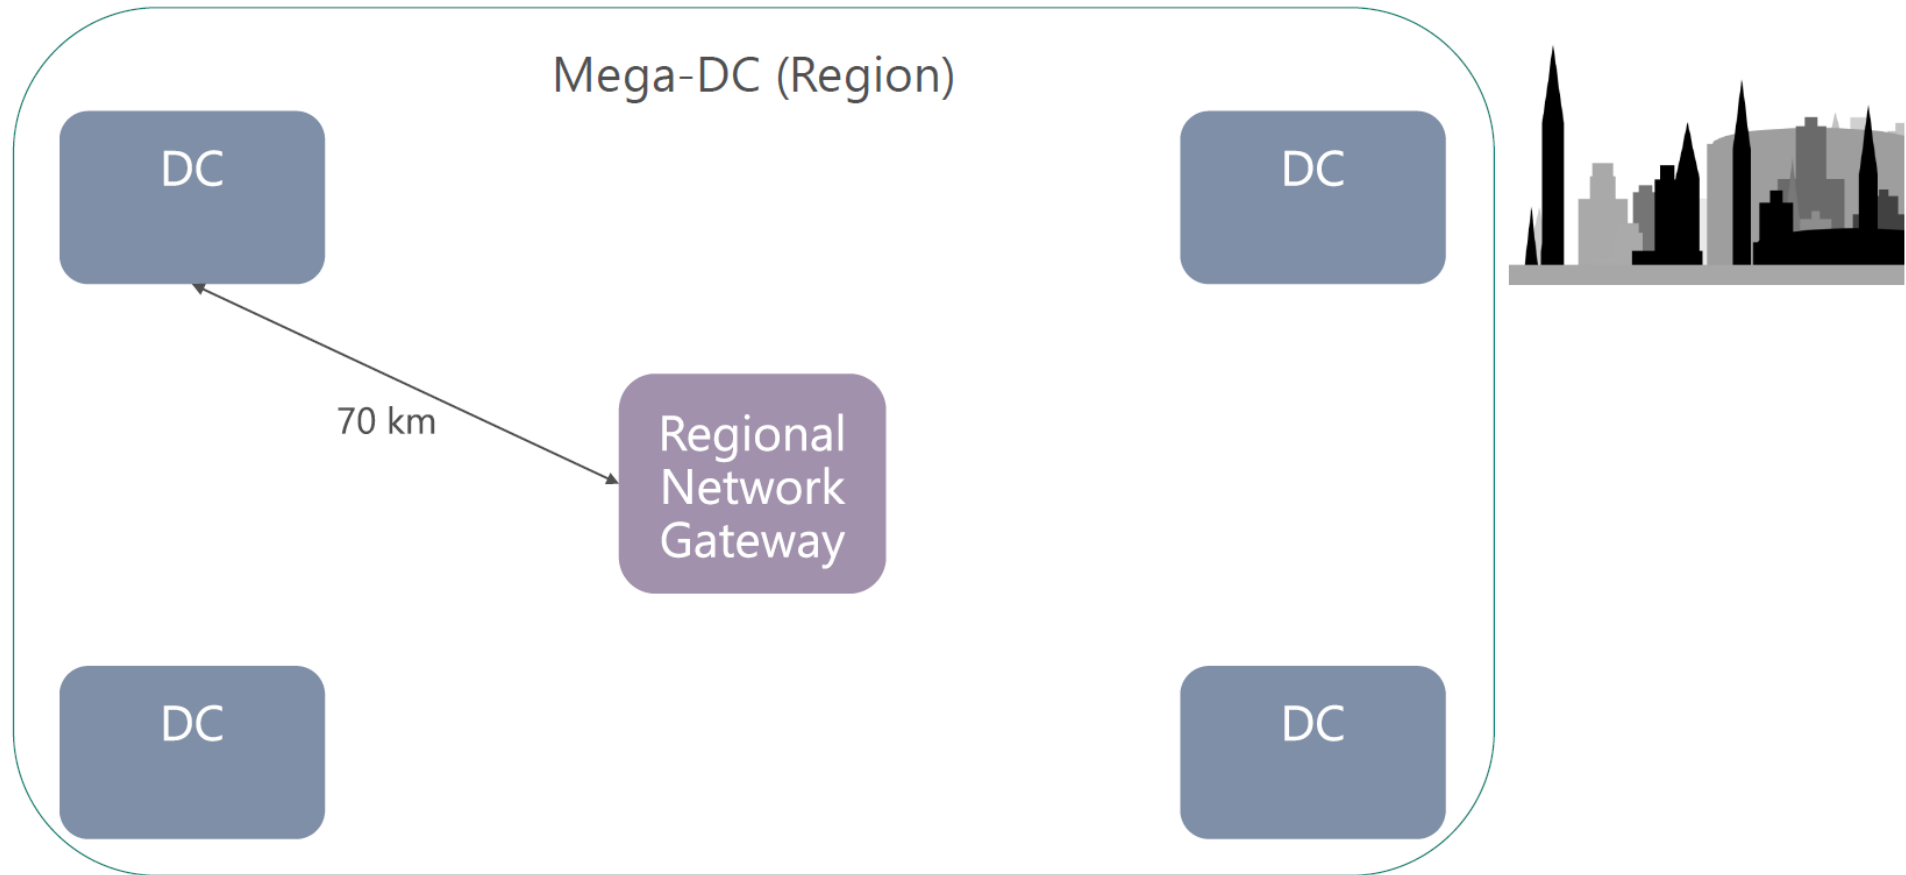 Mega-DC (Region)
DC
DC
70 km
Regional
Network
Gateway
DC
DC